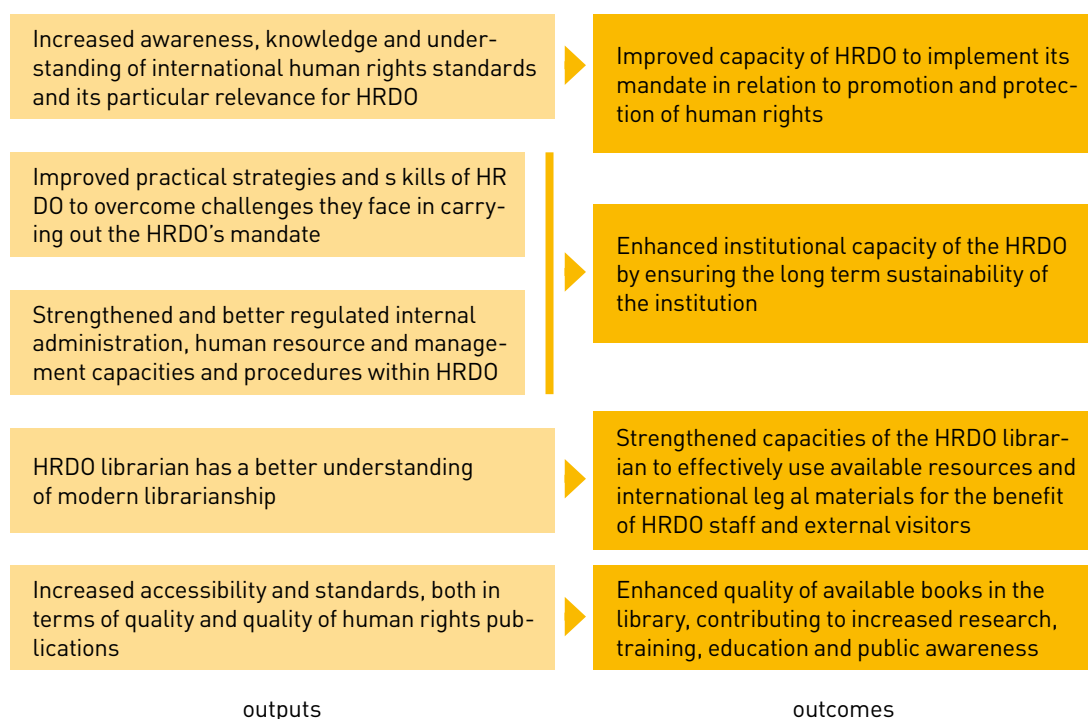 Increased awareness, knowledge and under-
standing of international human rights standards
and its particular relevance for HRDO
Improved capacity of HRDO to implement its
mandate in relation to promotion and protec-
tion of human rights
Improved practical strategies and s kills of HR
DO to overcome challenges they face in carry-
ing out the HRDO's mandate
Strengthened and better regulated internal
administration, human resource and manage-
ment capacities and procedures within HRDO
Enhanced institutional capacity of the HRDO
by ensuring the long term sustainability of
the institution
HRDO librarian has a better understanding
of modern librarianship
Strengthened capacities of the HRDO librar-
ian to effectively use available resources and
international leg al materials for the benefit
of HRDO staff and external visitors
Increased accessibility and standards, both in
terms of quality and quality of human rights pub-
lications
Enhanced quality of available books in the
library, contributing to increased research,
training, education and public awareness
outputs
outcomes